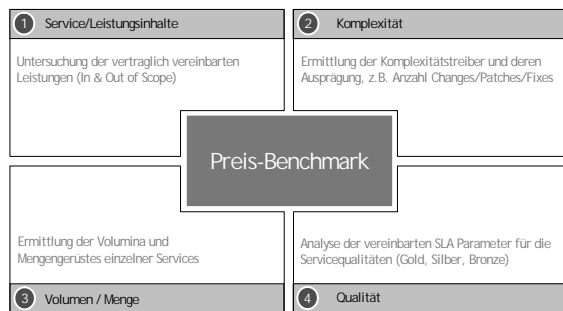 1 Service/Leistungsinhalte
Untersuchung der vertraglich vereinbarten
Leistungen (In & Out of Scope)
2 Komplexität
Ermittlung der Komplexitätstreiber und deren
Ausprägung, z.B. Anzahl Changes/Patches/Fixes
Preis-Benchmark
Ermittlung der Volumina und
Mengengerüstes einzelner Services
3 Volumen / Menge
Analyse der vereinbarten SLA Parameter für die
Servicequalitäten (Gold, Silber, Bronze)
4 Qualität